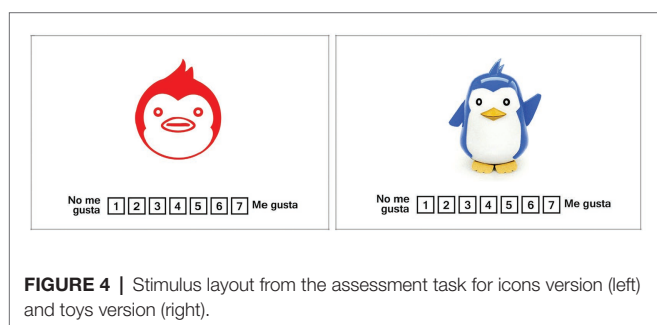 No me
gusta
1 2 3 4 5 6 7
Me gusta
No me
gusta
1 2 3 4 5 6 7
Me gusta
FIGURE 4 | Stimulus layout from the assessment task for icons version (left)
and toys version (right).